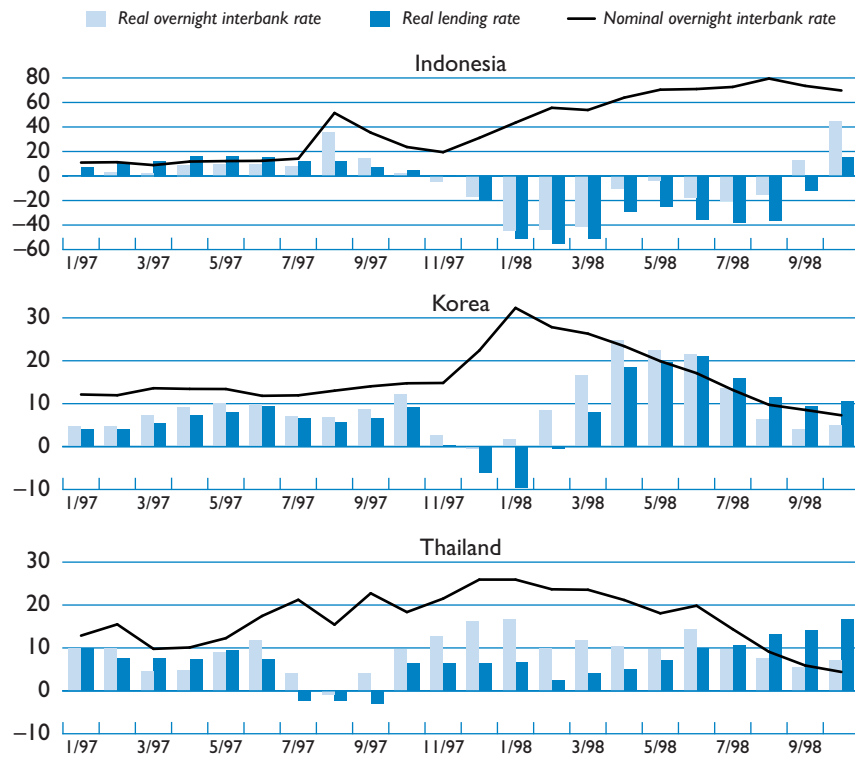 Real overnight interbank rate Real lending rate Nominal overnight interbank rate
Indonesia
80
60
40
20
0
–20
–40
–60
1/97 3/97 5/97 7/97 9/97 11/97 1/98 3/98 5/98 7/98 9/98
Korea
30
20
10
0
–10
1/97 3/97 5/97 7/97 9/97 11/97 1/98 3/98 5/98 7/98 9/98
Thailand
30
20
10
0
–10
1/97 3/97 5/97 7/97 9/97 11/97 1/98 3/98 5/98 7/98 9/98